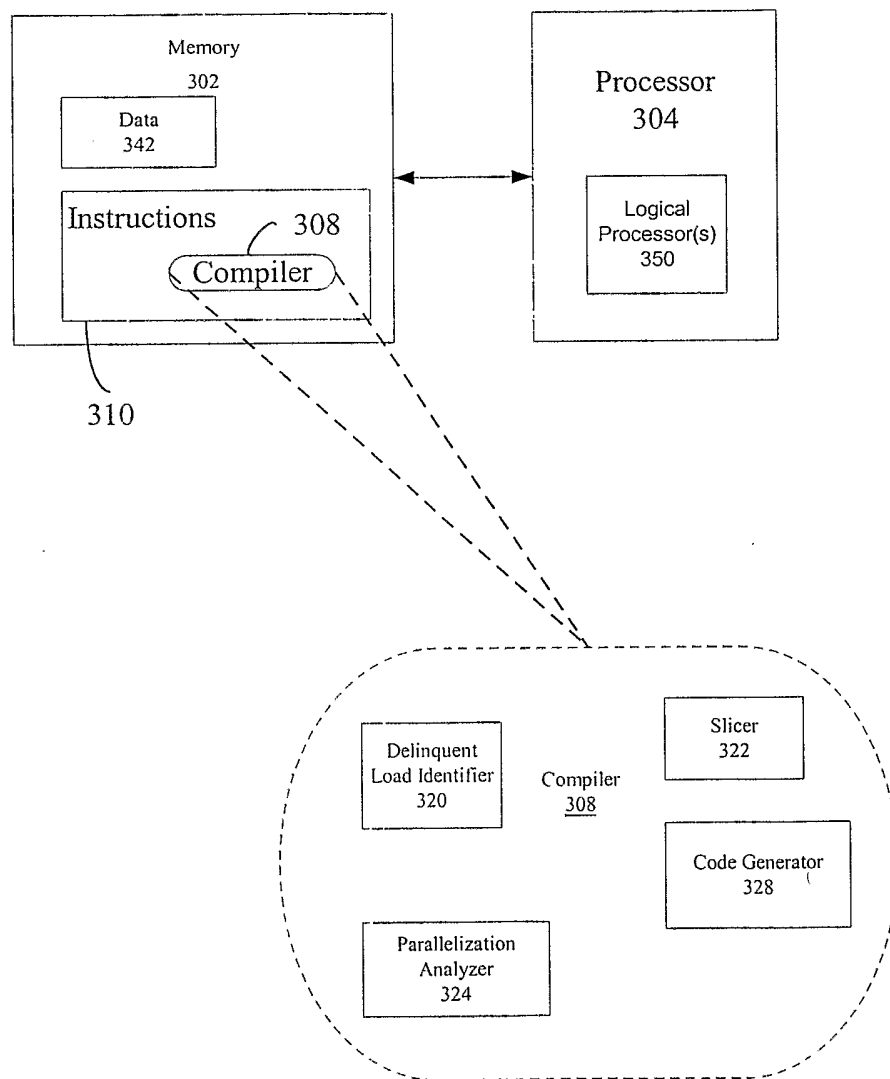 Memory
302
Data
342
Instructions
308
Compiler
310
Processor
304
Logical
Processor(s)
350
Delinquent
Load Identifier
320
Compiler
308
Slicer
322
Code Generator
328
Parallelization
Analyzer
324